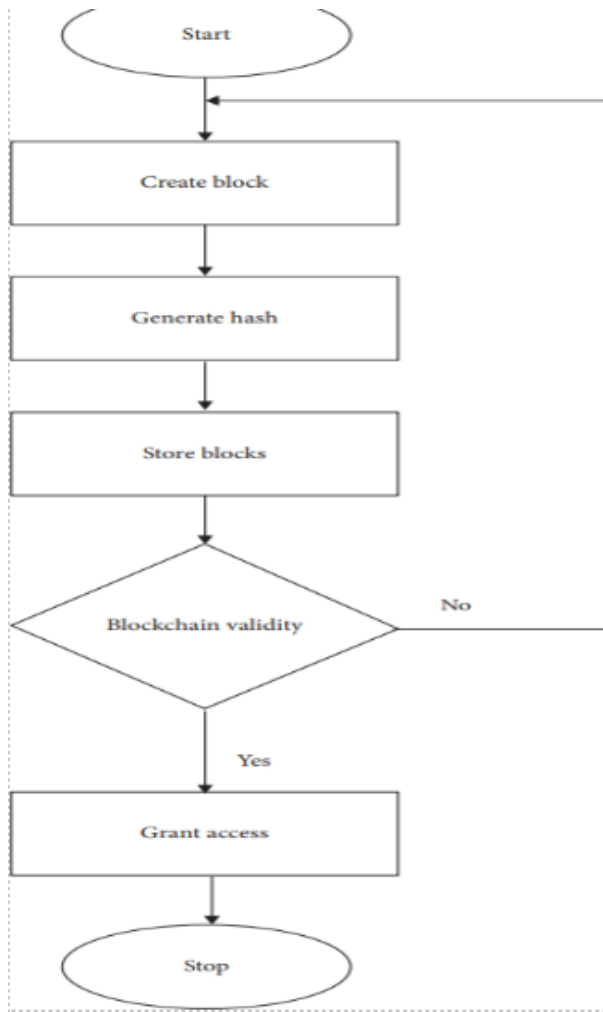 Start
Create block
Generate hash
Store blocks
Blockchain validity
No
Yes
Grant access
Stop